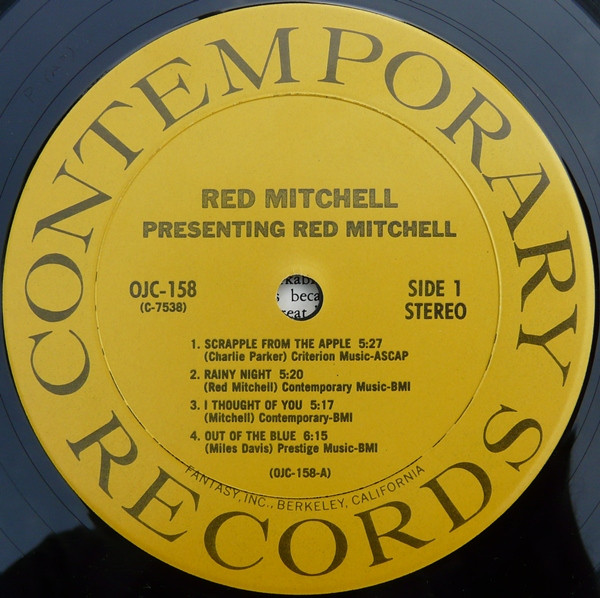 CONTEMPORARY RECORDS
RED MITCHELL
PRESENTING RED MITCHELL
OJC-158
(C-7538)
SIDE 1
STEREO
beca
1. SCRAPPLE FROM THE APPLE 5:27
(Charlie Parker) Criterion Music-ASCAP
2. RAINY NIGHT 5:20
(Red Mitchell) Contemporary Music-BMI
3. I THOUGHT OF YOU 5:17
(Mitchell) Contemporary-BMI
4. OUT OF THE BLUE 6:15
(Miles Davis) Prestige Music-BMI
(OJC-158-A)
FANTASY, INC., BERKELEY, CALIFORNIA